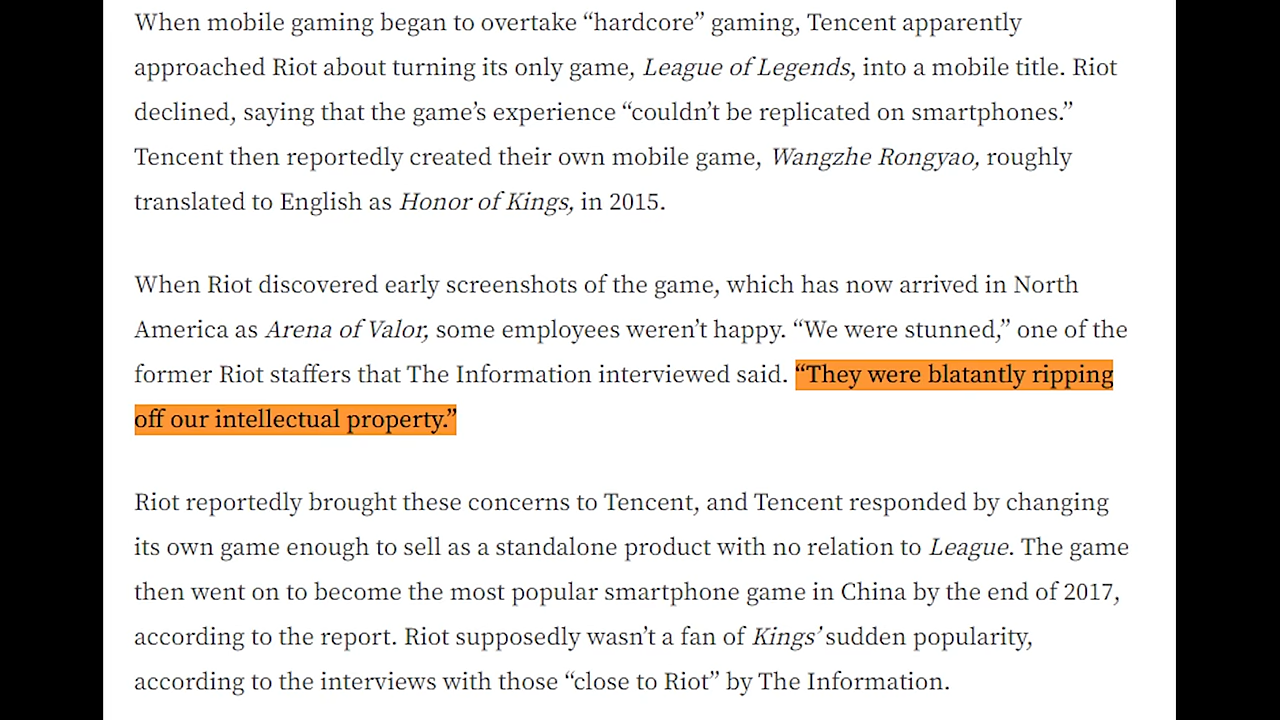 When mobile gaming began to overtake “hardcore” gaming, Tencent apparently
approached Riot about turning its only game, League of Legends, into a mobile title. Riot
declined, saying that the game’s experience “couldn’t be replicated on smartphones.”
Tencent then reportedly created their own mobile game, Wangzhe Rongyao, roughly
translated to English as Honor of Kings, in 2015.
When Riot discovered early screenshots of the game, which has now arrived in North
America as Arena of Valor, some employees weren’t happy. “We were stunned,” one of the
former Riot staffers that The Information interviewed said. “They were blatantly ripping
off our intellectual property.”
Riot reportedly brought these concerns to Tencent, and Tencent responded by changing
its own game enough to sell as a standalone product with no relation to League. The game
then went on to become the most popular smartphone game in China by the end of 2017,
according to the report. Riot supposedly wasn’t a fan of Kings’ sudden popularity,
according to the interviews with those “close to Riot” by The Information.